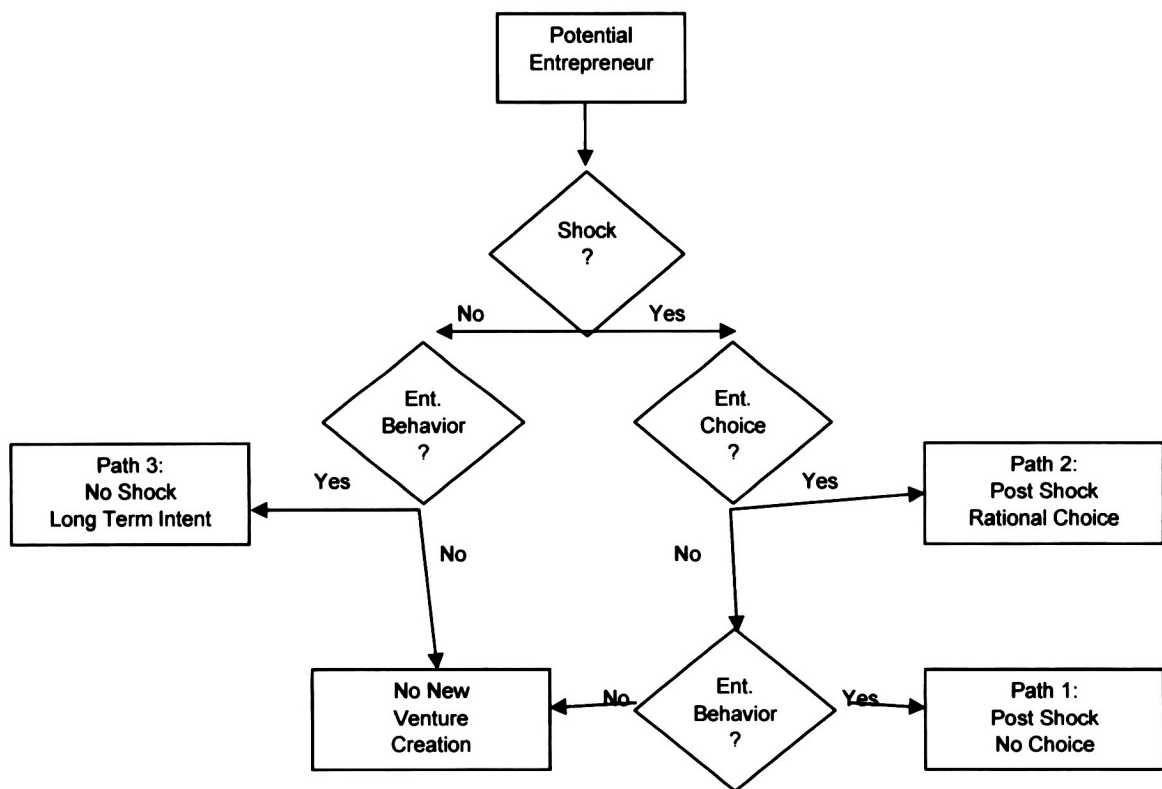 Potential
Entrepreneur
Shock
?
No
Yes
Ent.
Behavior
?
Ent.
Choice
?
Path 3:
No Shock
Long Term Intent
Yes
Yes
Path 2:
Post Shock
Rational Choice
No
No
No New
Venture
Creation
No
Ent.
Behavior
?
Yes
Path 1:
Post Shock
No Choice